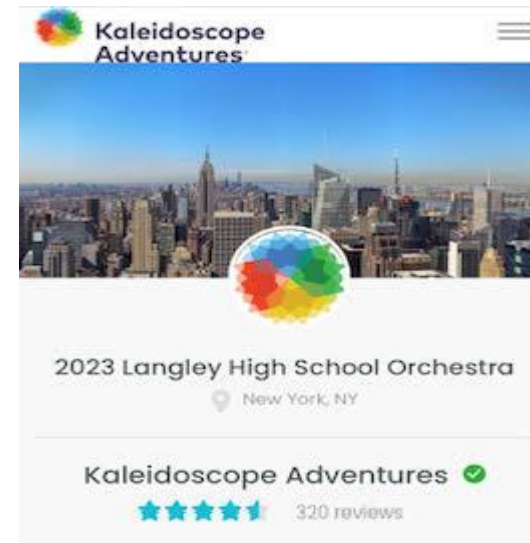 Kaleidoscope
Adventures
2023 Langley High School Orchestra
New York, NY
Kaleidoscope Adventures
320 reviews